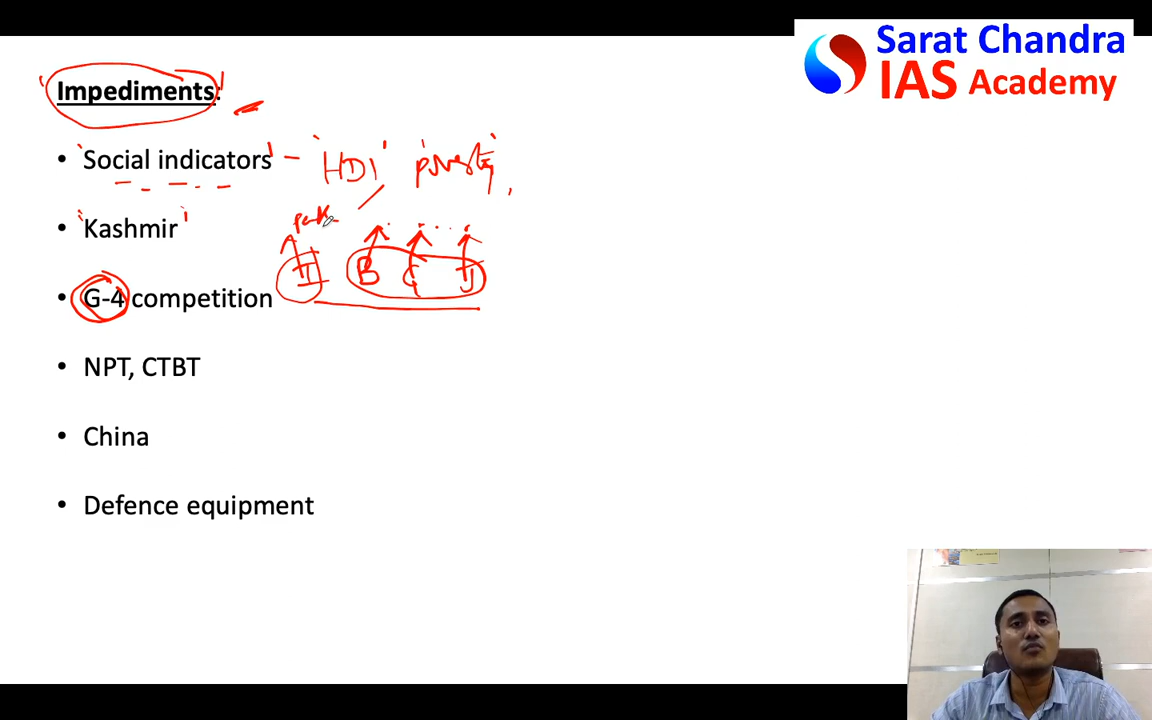 Sarat Chandra
IAS Academy
Impediments:
• Social indicators - 'HDI' 'poverty',
• Kashmir
I B G J
• G-4 competition
• NPT, CTBT
• China
• Defence equipment